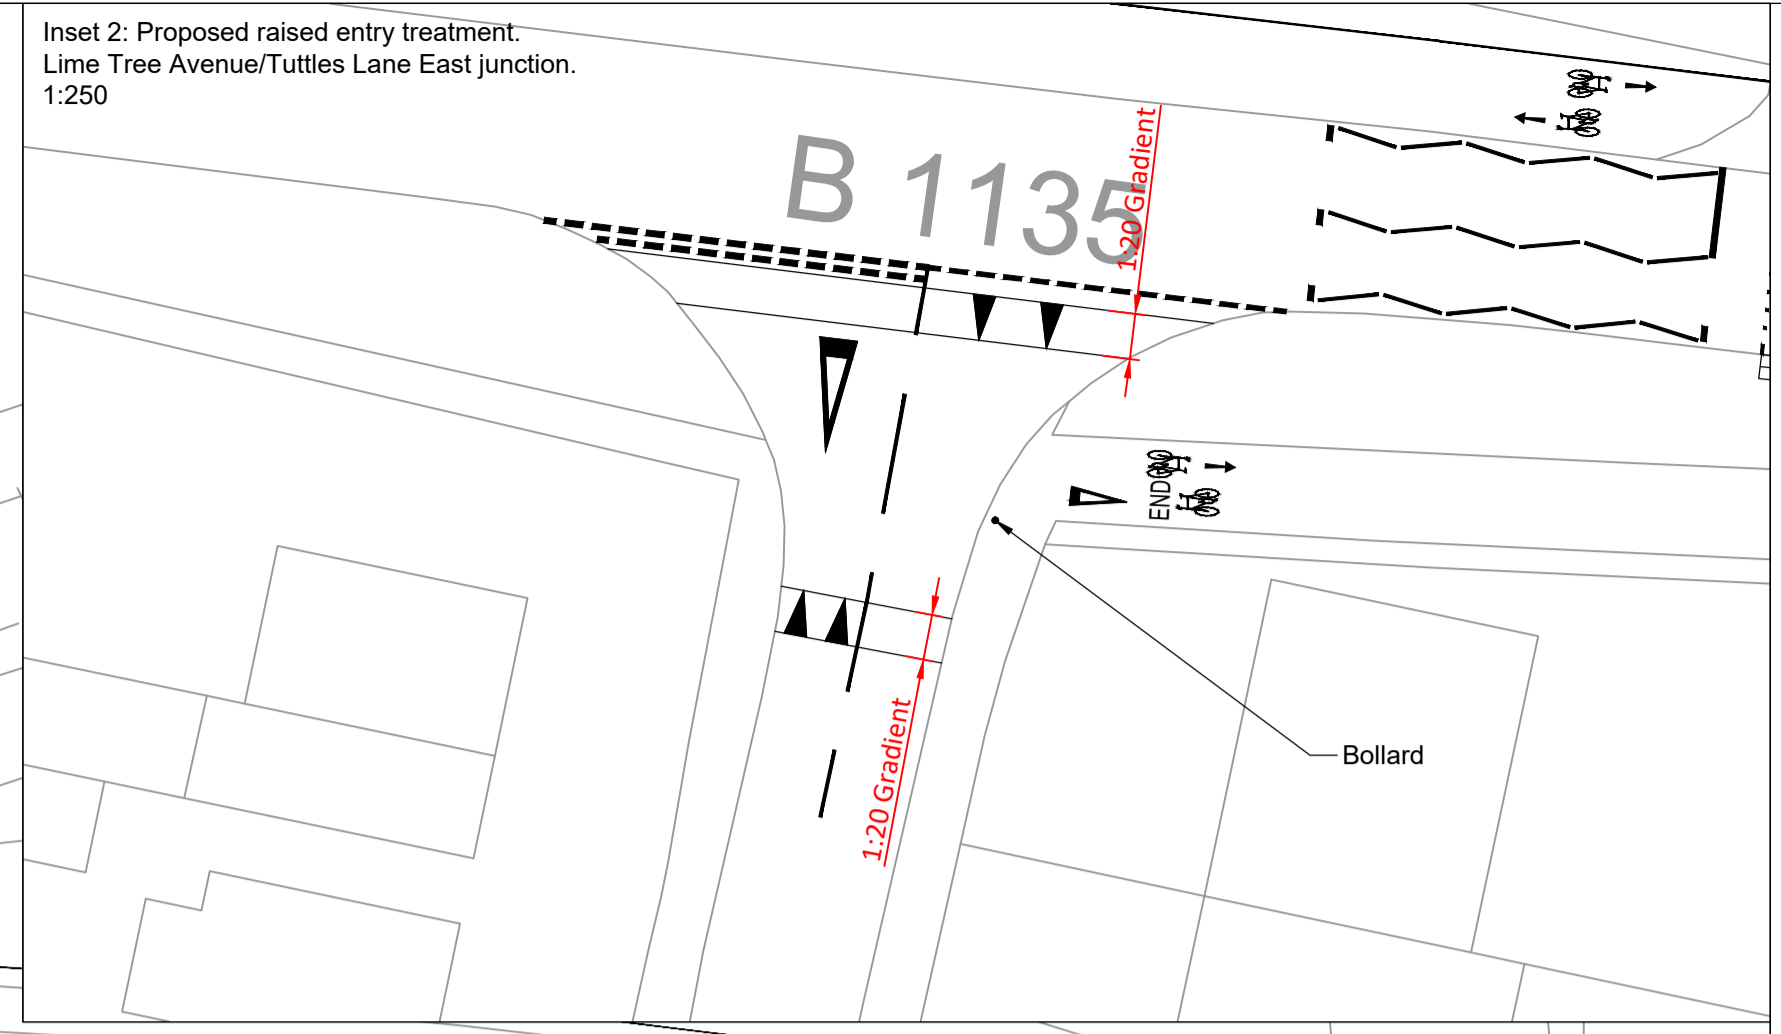 Inset 2: Proposed raised entry treatment.
Lime Tree Avenue/Tuttles Lane East junction.
1:250
B 1135
1:20 Gradient
END
1:20 Gradient
Bollard